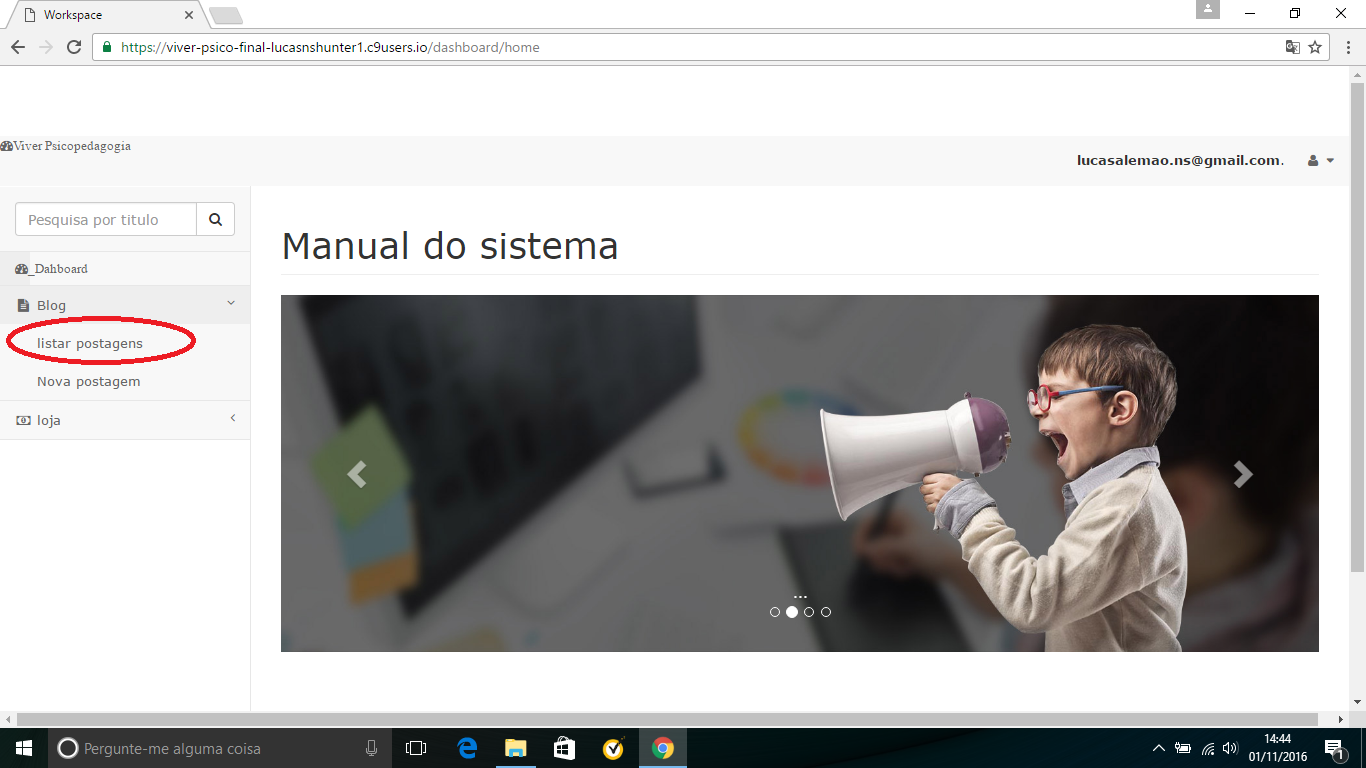 Workspace
https://viver-psico-final-lucasnshunter1.c9users.io/dashboard/home
Viver Psicopedagogia
lucasalemao.ns@gmail.com.
Pesquisa por titulo
_Dahboard
Manual do sistema
Blog
listar postagens
Nova postagem
loja
...
Pergunte-me alguma coisa
14:44
01/11/2016
1